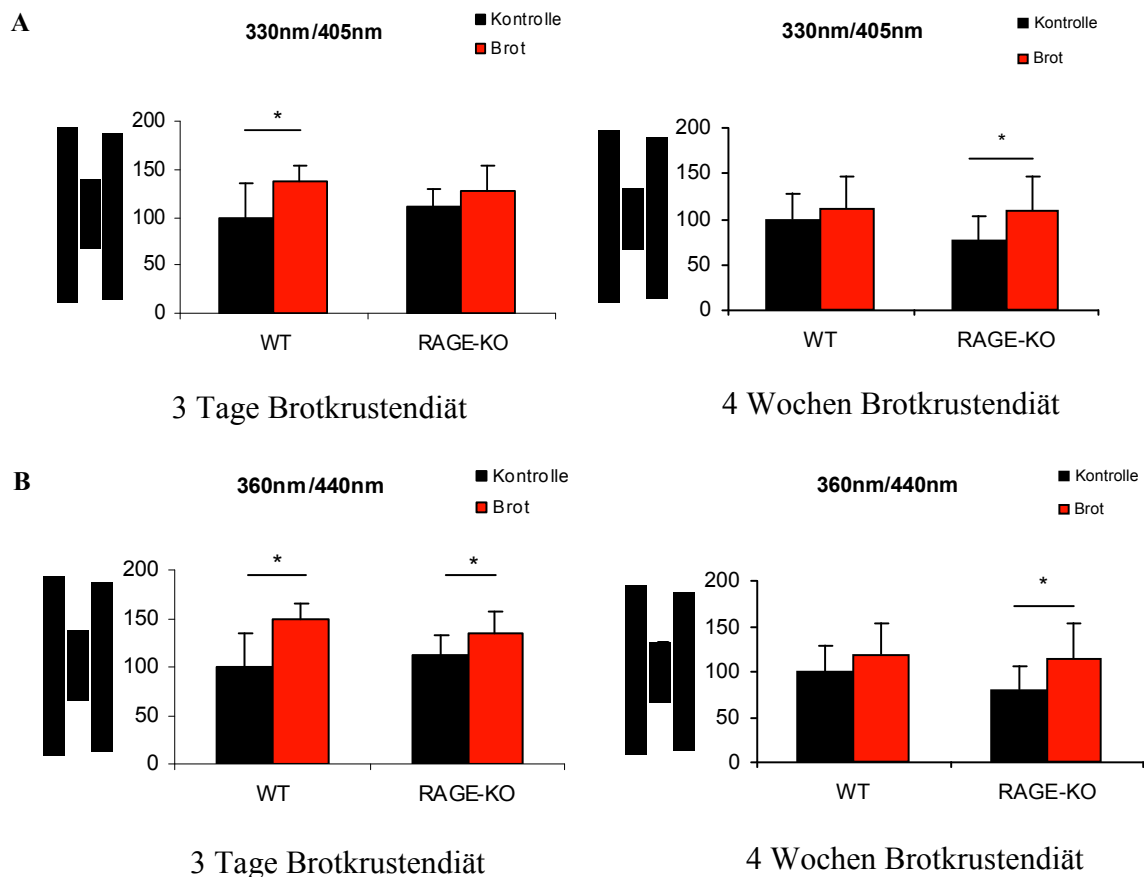 A
330nm/405nm
Kontrolle
Brot
200
150
100
50
0
*
WT
RAGE-KO
3 Tage Brotkrustendiät
330nm/405nm
Kontrolle
Brot
200
150
100
50
0
*
WT
RAGE-KO
4 Wochen Brotkrustendiät
B
360nm/440nm
Kontrolle
Brot
200
150
100
50
0
*
*
WT
RAGE-KO
3 Tage Brotkrustendiät
360nm/440nm
Kontrolle
Brot
200
150
100
50
0
*
WT
RAGE-KO
4 Wochen Brotkrustendiät